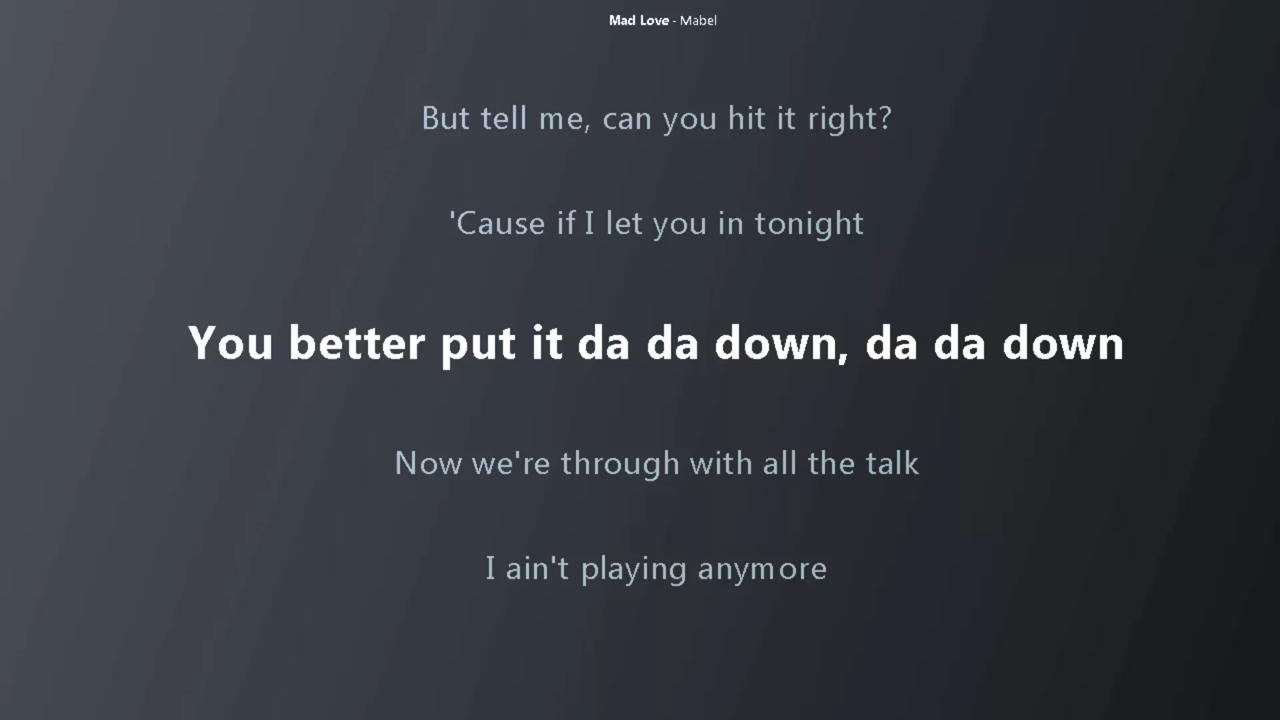 Mad Love - Mabel
But tell me, can you hit it right?
'Cause if I let you in tonight
You better put it da da down, da da down
Now we're through with all the talk
I ain't playing anymore